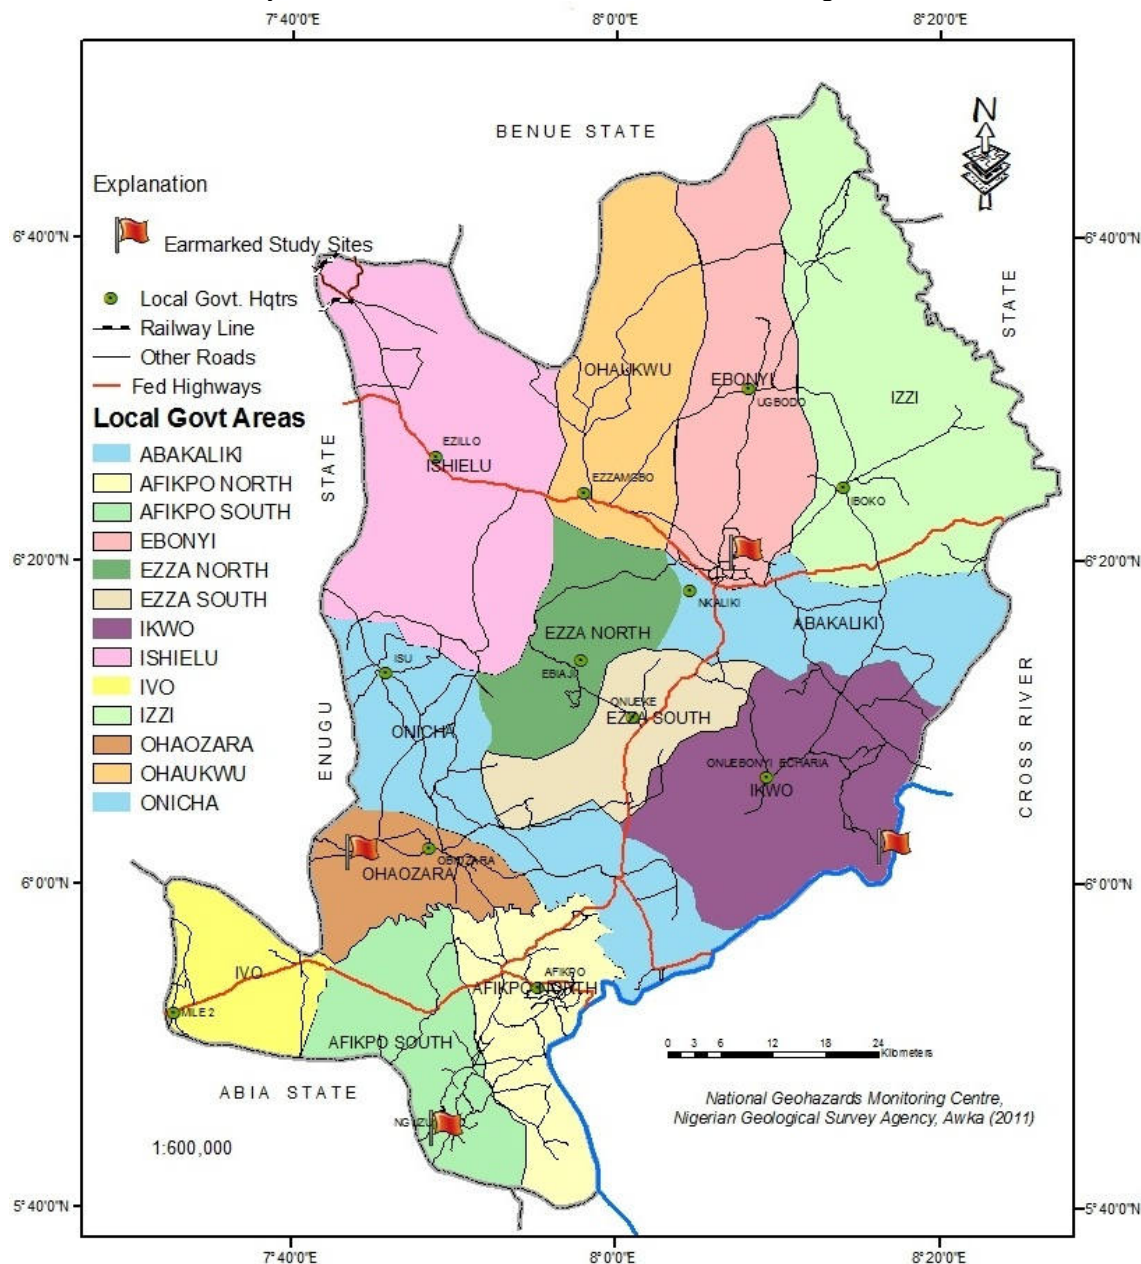 7°40'0"E
8°0'0"E
8°20'0"E
BENUE STATE
N
Explanation
6°40'0"N
6°40'0"N
Earmarked Study Sites
STATE
Local Govt. Hqtrs
Railway Line
Other Roads
Fed Highways
OHAUKWU
EBONYI
UGBODO
IZZI
Local Govt Areas
STATE
EZILLO
ISHIELU
EZZAMGBO
IBOKO
ABAKALIKI
AFIKPO NORTH
AFIKPO SOUTH
EBONYI
EZZA NORTH
EZZA SOUTH
IKWO
ISHIELU
IVO
IZZI
OHAOZARA
OHAUKWU
ONICHA
6°20'0"N
6°20'0"N
NKALIKI
ABAKALIKI
EZZA NORTH
ISU
EBIAJI
ONUEKE
EZZA SOUTH
ENUGU
ONICHA
CROSS RIVER
ONUEBONYI ECHARIA
IKWO
OBIOZARA
OHAOZARA
6°0'0"N
6°0'0"N
IVO
AFIKPO
AFIKPO NORTH
MILE 2
AFIKPO SOUTH
0 3 6 12 18 24
Kilometers
ABIA STATE
National Geohazards Monitoring Centre,
Nigerian Geological Survey Agency, Awka (2011)
1:600,000
5°40'0"N
5°40'0"N
7°40'0"E
8°0'0"E
8°20'0"E